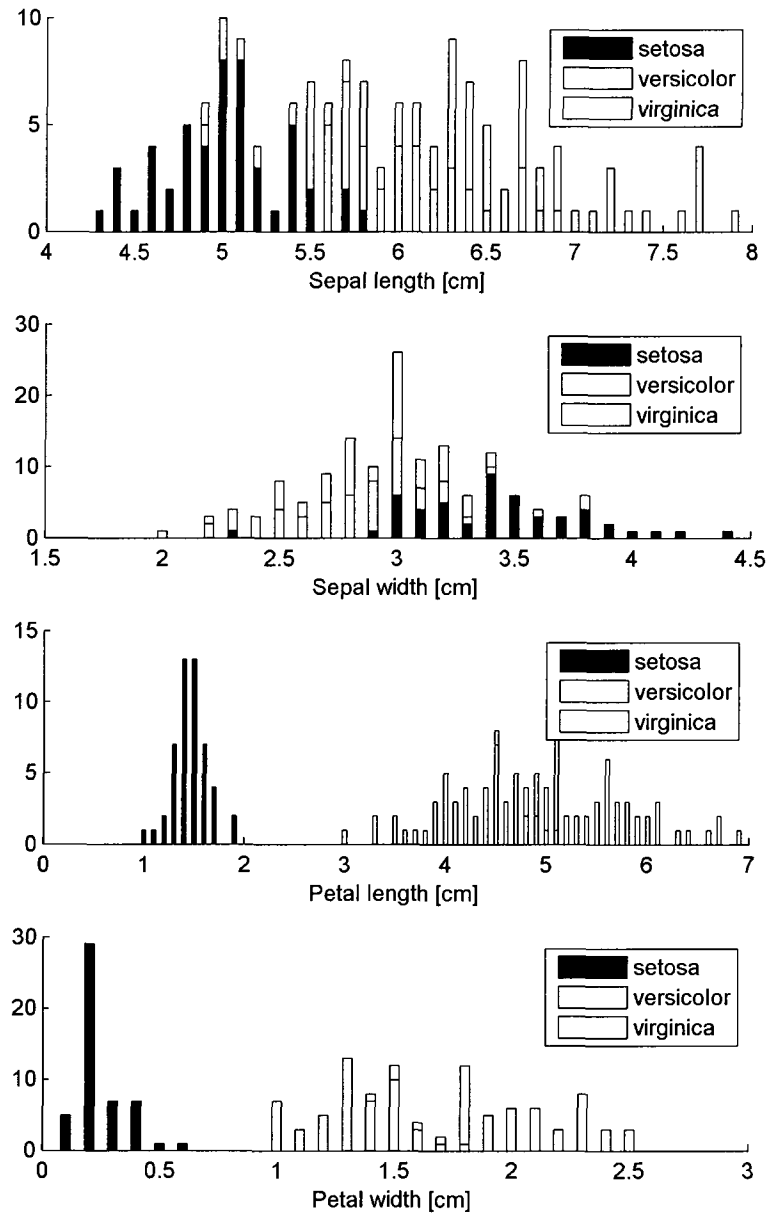 10
5
0
4
4.5
5
5.5
6
6.5
7
7.5
8
Sepal length [cm]
setosa
versicolor
virginica
30
20
10
0
1.5
2
2.5
3
3.5
4
4.5
Sepal width [cm]
setosa
versicolor
virginica
15
10
5
0
0
1
2
3
4
5
6
7
Petal length [cm]
setosa
versicolor
virginica
30
20
10
0
0
0.5
1
1.5
2
2.5
3
Petal width [cm]
setosa
versicolor
virginica